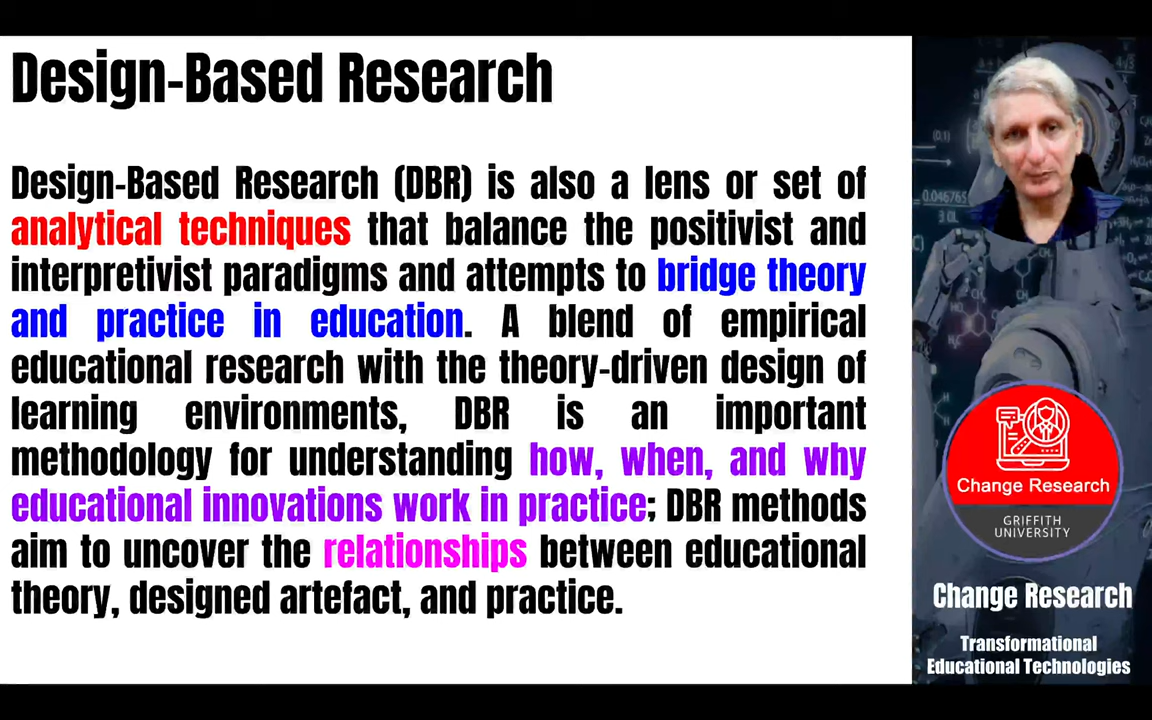 Design-Based Research
Design-Based Research (DBR) is also a lens or set of
analytical techniques that balance the positivist and
interpretivist paradigms and attempts to bridge theory
and practice in education. A blend of empirical
educational research with the theory-driven design of
learning environments, DBR is an important
methodology for understanding how, when, and why
educational innovations work in practice; DBR methods
aim to uncover the relationships between educational
theory, designed artefact, and practice.
0.046765
3.0L
Change Research
GRIFFITH
UNIVERSITY
Change Research
Transformational
Educational Technologies